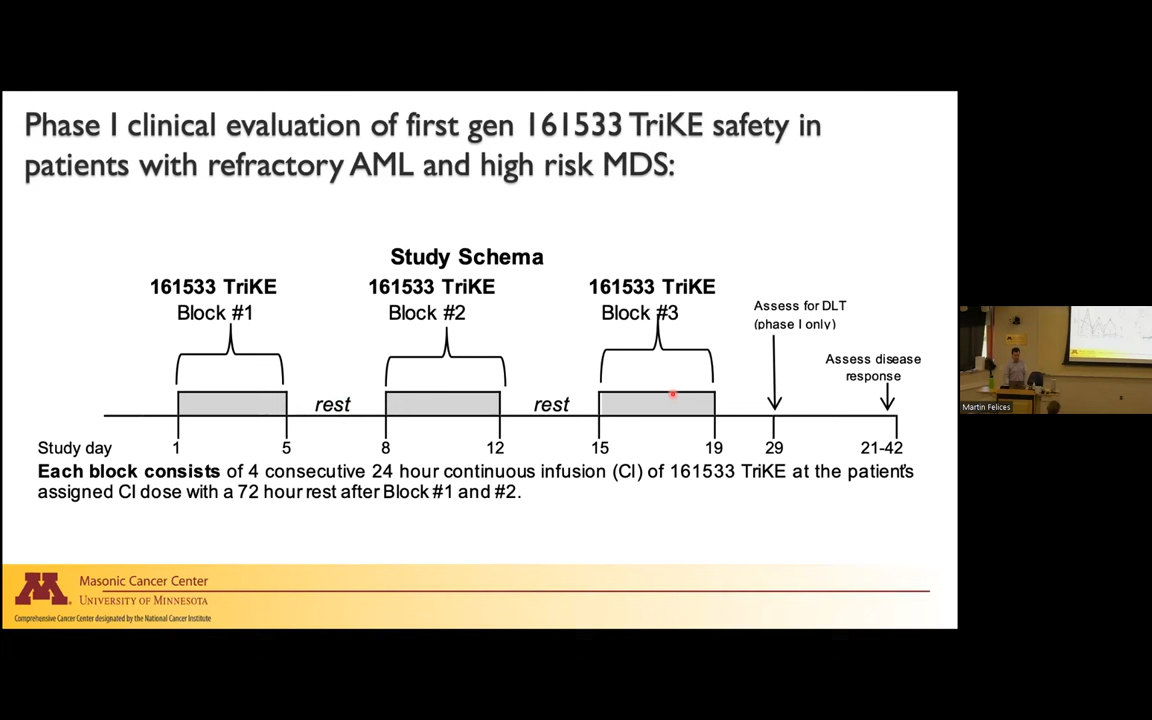 Phase I clinical evaluation of first gen 161533 TriKE safety in
patients with refractory AML and high risk MDS:
Study Schema
161533 TriKE
Block #1
161533 TriKE
Block #2
161533 TriKE
Block #3
Assess for DLT
(phase I only)
Assess disease
response
rest
rest
Study day
1
5
8
12
15
19
29
21-42
Each block consists of 4 consecutive 24 hour continuous infusion (CI) of 161533 TriKE at the patient's
assigned CI dose with a 72 hour rest after Block #1 and #2.
M
Masonic Cancer Center
UNIVERSITY OF MINNESOTA
Comprehensive Cancer Center designated by the National Cancer Institute
Martin Felices